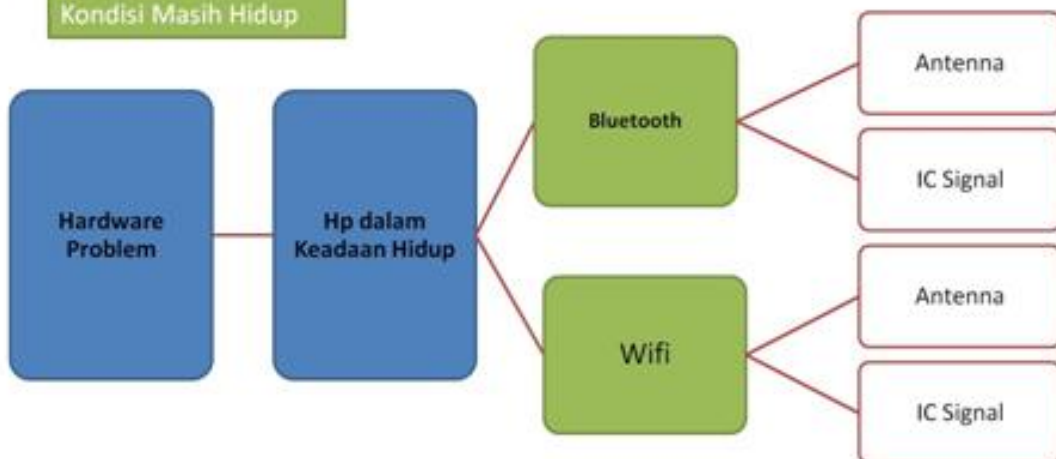 Kondisi Masih Hidup
Hardware
Problem
Hp dalam
Keadaan Hidup
Bluetooth
Antenna
IC Signal
Wifi
Antenna
IC Signal